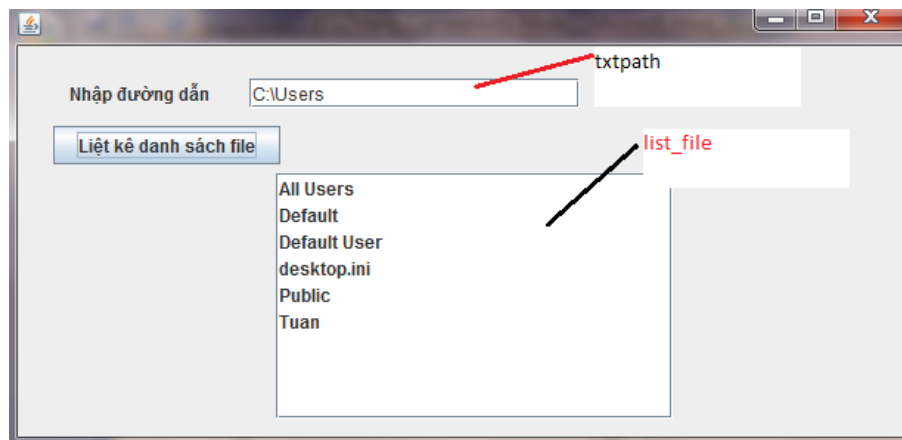 txtpath
Nhập đường dẫn
C:\Users
Liệt kê danh sách file
list_file
All Users
Default
Default User
desktop.ini
Public
Tuan